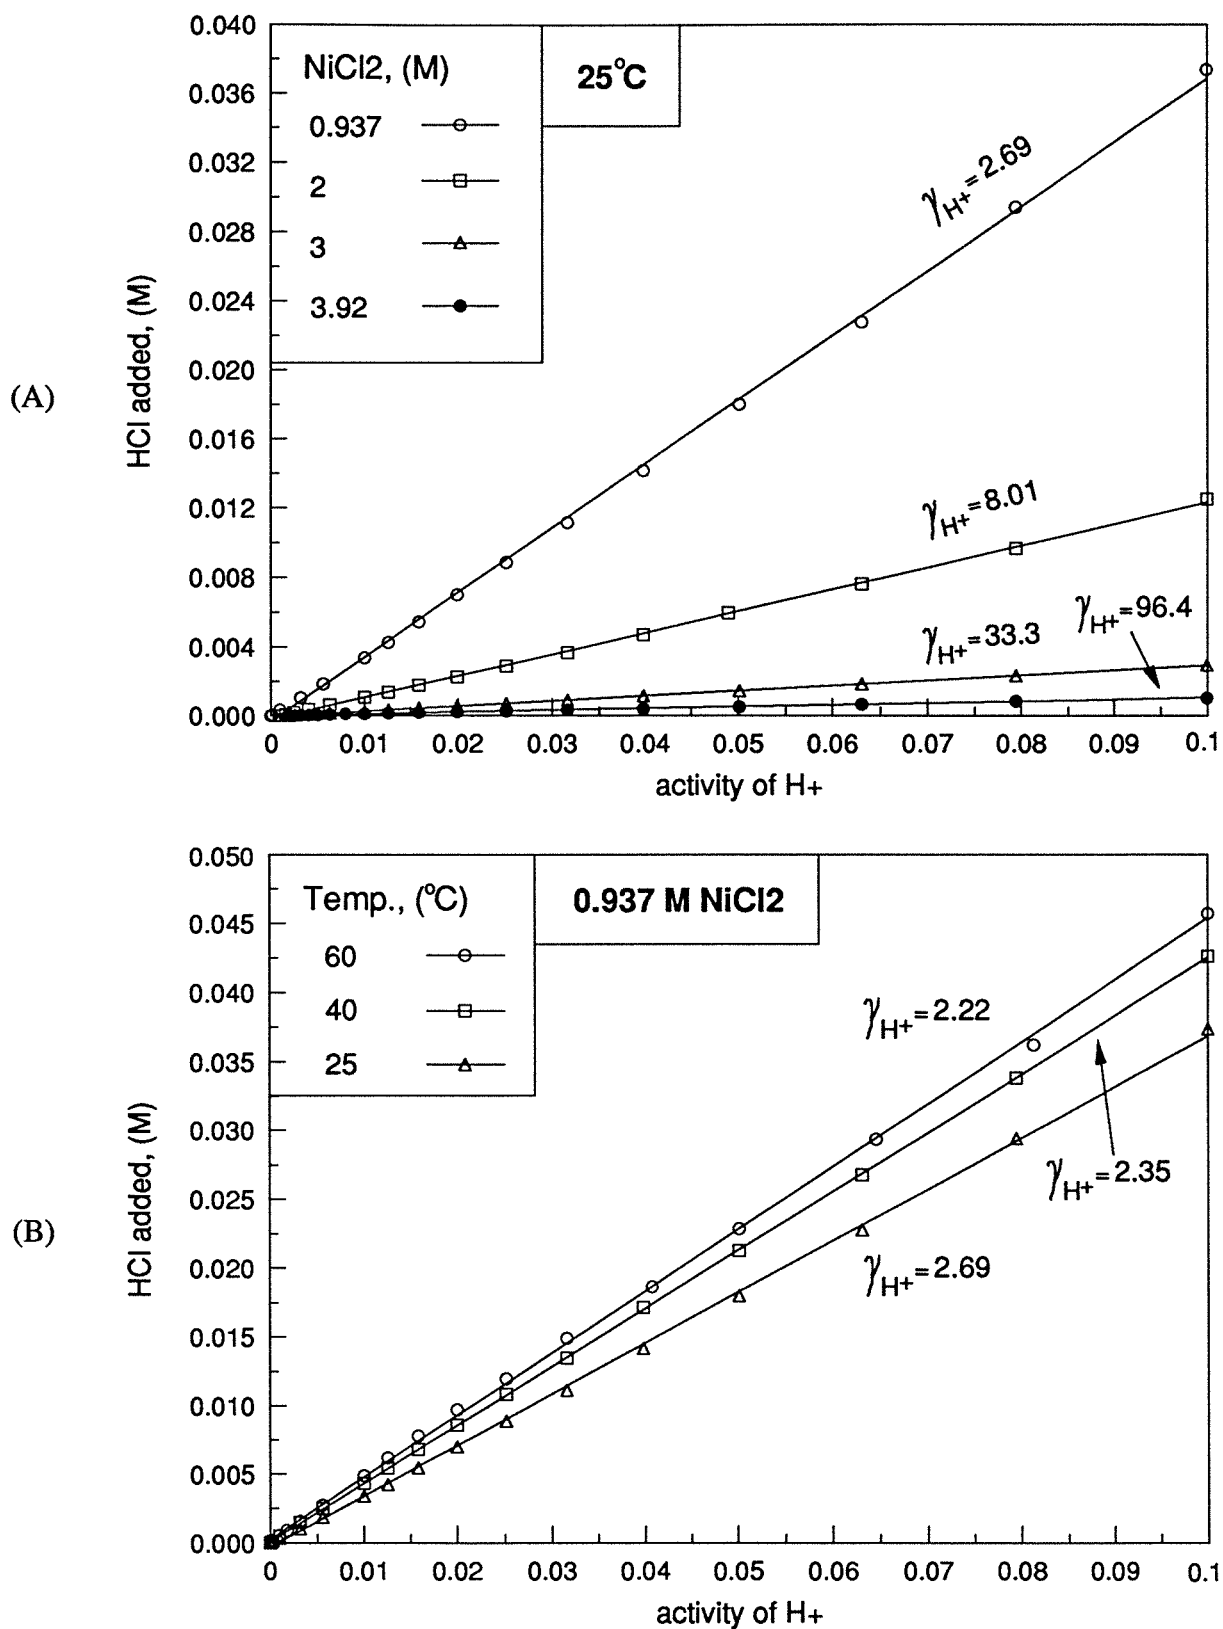 (A)
HCl added, (M)
0.040
0.036
0.032
0.028
0.024
0.020
0.016
0.012
0.008
0.004
0.000
NiCl2, (M)
0.937
2
3
3.92
25°C
γH+=2.69
γH+=8.01
γH+=33.3
γH+=96.4
0 0.01 0.02 0.03 0.04 0.05 0.06 0.07 0.08 0.09 0.1
activity of H+
(B)
HCl added, (M)
0.050
0.045
0.040
0.035
0.030
0.025
0.020
0.015
0.010
0.005
0.000
Temp., (°C)
60
40
25
0.937 M NiCl2
γH+=2.22
γH+=2.35
γH+=2.69
0 0.01 0.02 0.03 0.04 0.05 0.06 0.07 0.08 0.09 0.1
activity of H+